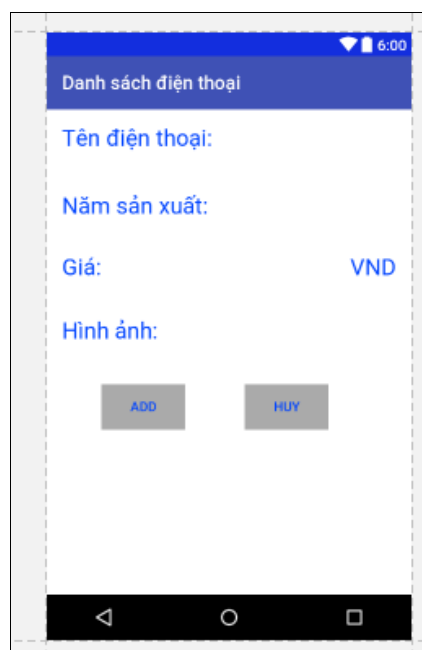 6:00
Danh sách điện thoại
Tên điện thoại:
Năm sản xuất:
Giá: VND
Hình ảnh:
ADD HUY